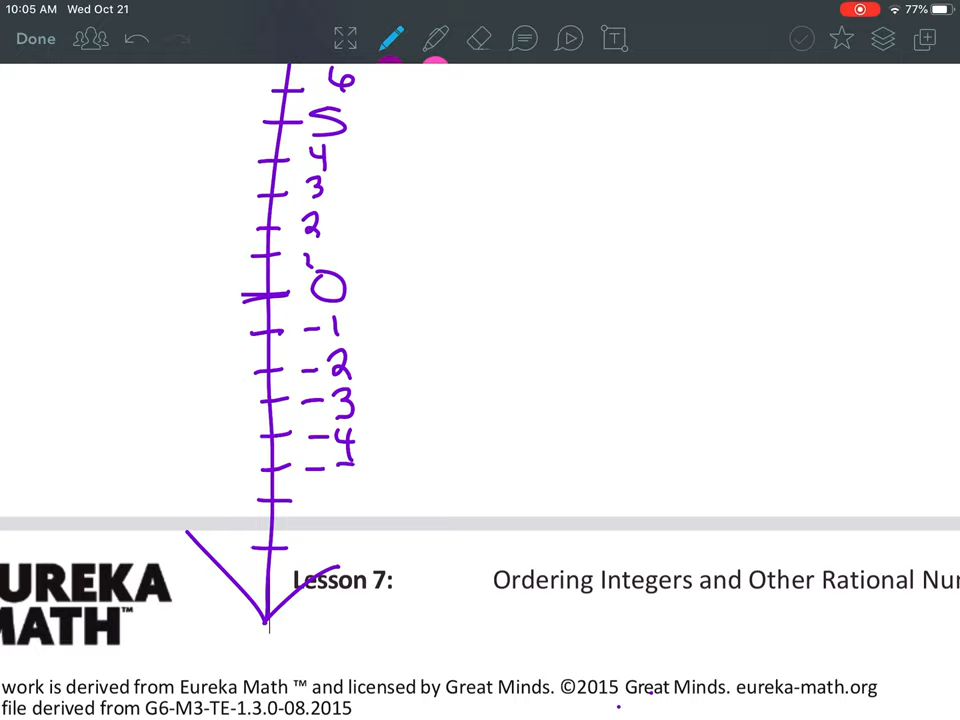 10:05 AM Wed Oct 21
77%
Done
T
6
5
4
3
2
1
0
-1
-2
-3
-4
-
EUREKA
MATH™
Lesson 7:
Ordering Integers and Other Rational Nu
work is derived from Eureka Math ™ and licensed by Great Minds. ©2015 Great Minds. eureka-math.org
file derived from G6-M3-TE-1.3.0-08.2015